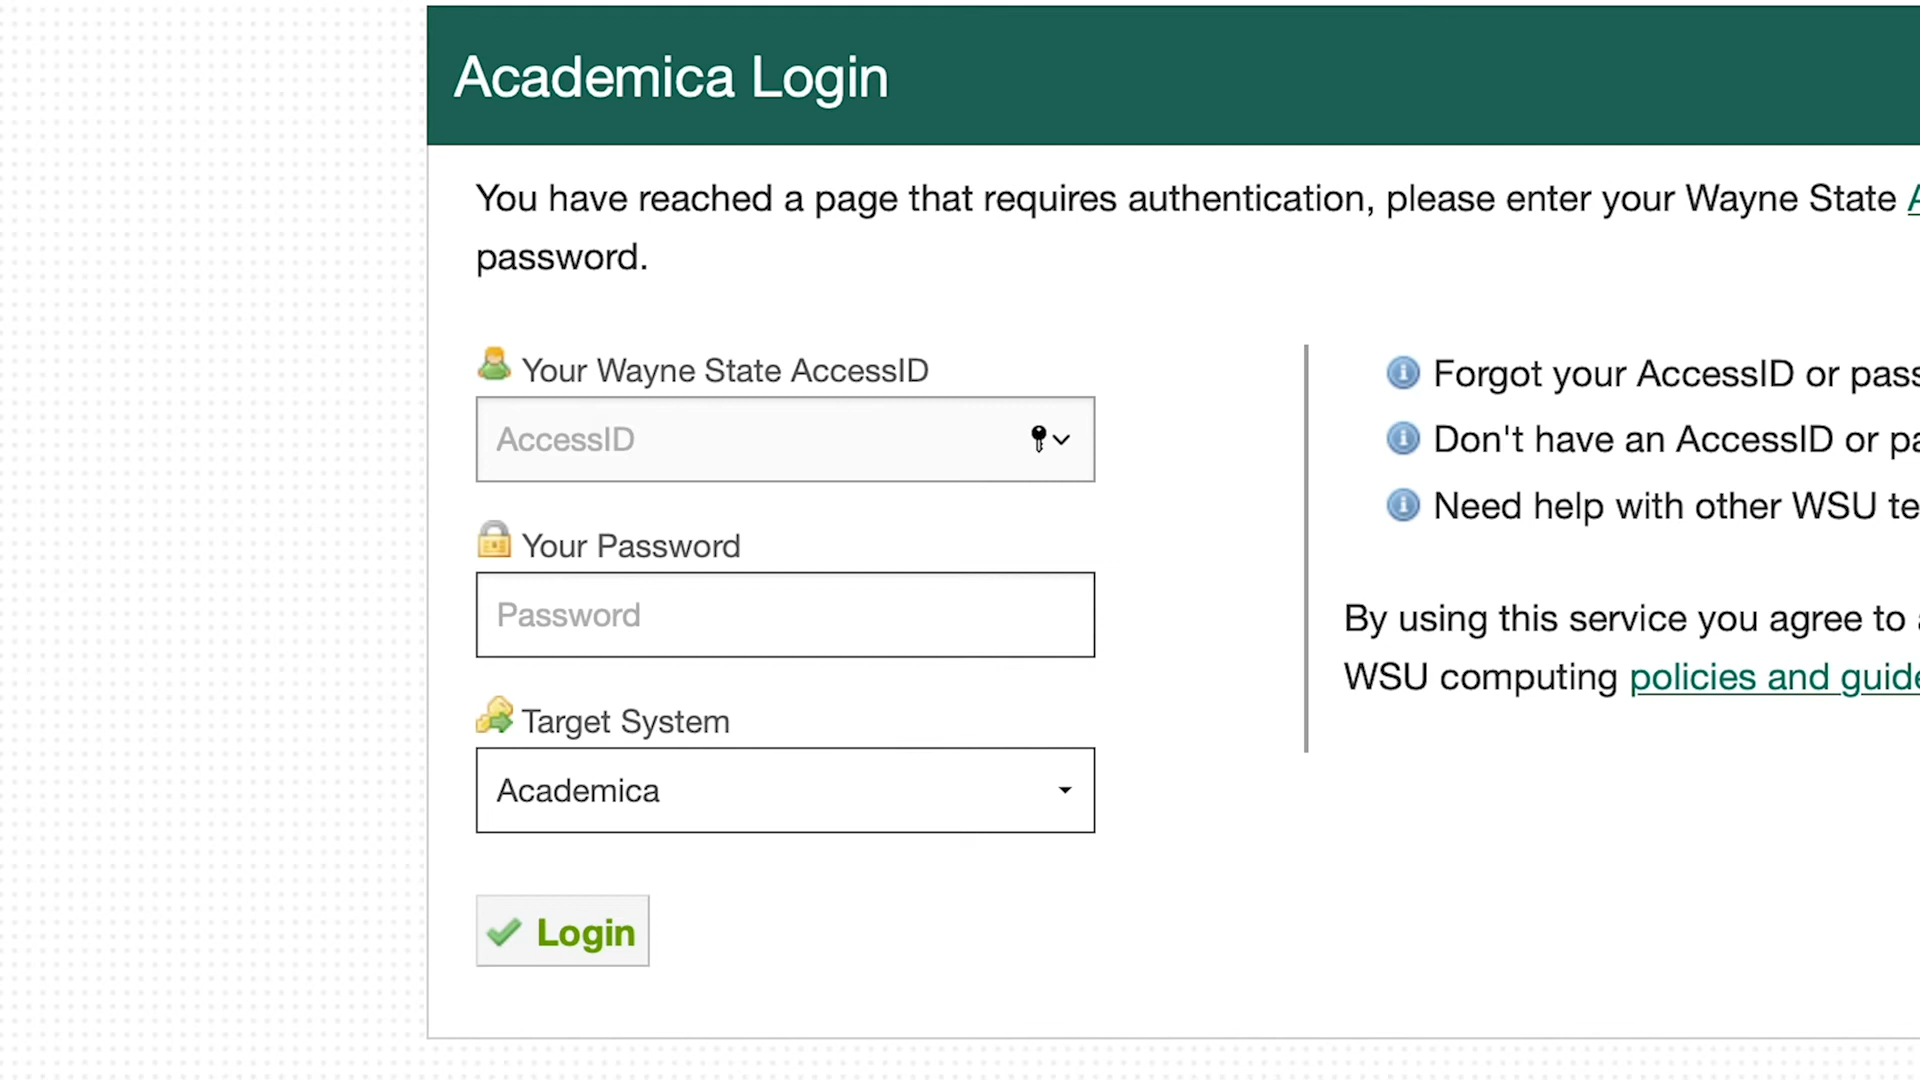 Academica Login
You have reached a page that requires authentication, please enter your Wayne State
password.
Your Wayne State AccessID
AccessID
Your Password
Password
Target System
Academica
Login
Forgot your AccessID or
Don't have an AccessID or
Need help with other WSU
By using this service you agree to
WSU computing policies and